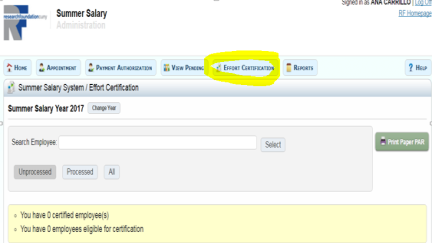 Signed in as ANA CARRILLO | Log Off
RF Homepage
researchfoundation
Summer Salary
Administration
Home Appointment Payment Authorization View Pending Effort Certification Reports ? Help
Summer Salary System / Effort Certification
Summer Salary Year 2017 Change Year
Search Employee: Select Print Paper PAR
Unprocessed Processed All
You have 0 certified employee(s)
You have 0 employees eligible for certification